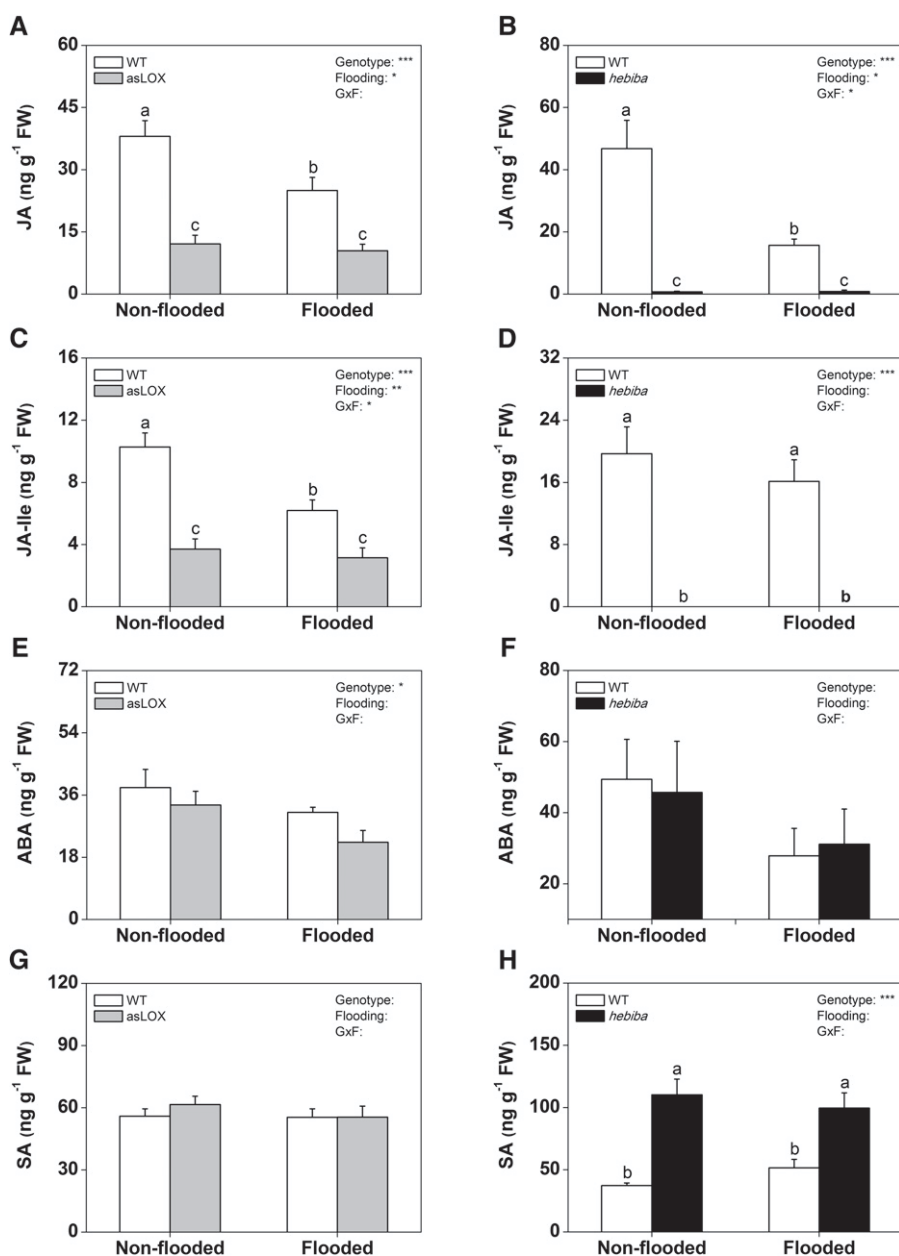 A
60
45
30
15
0
JA (ng g⁻¹ FW)
WT
asLOX
Genotype: ***
Flooding: *
GxF:
a
c
b
c
Non-flooded
Flooded
B
80
60
40
20
0
JA (ng g⁻¹ FW)
WT
hebiba
Genotype: ***
Flooding: *
GxF: *
a
c
b
c
Non-flooded
Flooded
C
16
12
8
4
0
JA-Ile (ng g⁻¹ FW)
WT
asLOX
Genotype: ***
Flooding: **
GxF: *
a
c
b
c
Non-flooded
Flooded
D
32
24
16
8
0
JA-Ile (ng g⁻¹ FW)
WT
hebiba
Genotype: ***
Flooding:
GxF:
a
b
a
b
Non-flooded
Flooded
E
72
54
36
18
0
ABA (ng g⁻¹ FW)
WT
asLOX
Genotype: *
Flooding:
GxF:
Non-flooded
Flooded
F
80
60
40
20
ABA (ng g⁻¹ FW)
WT
hebiba
Genotype:
Flooding:
GxF:
Non-flooded
Flooded
G
120
90
60
30
0
SA (ng g⁻¹ FW)
WT
asLOX
Genotype:
Flooding:
GxF:
Non-flooded
Flooded
H
200
150
100
50
0
SA (ng g⁻¹ FW)
WT
hebiba
Genotype: ***
Flooding:
GxF:
b
a
b
a
Non-flooded
Flooded